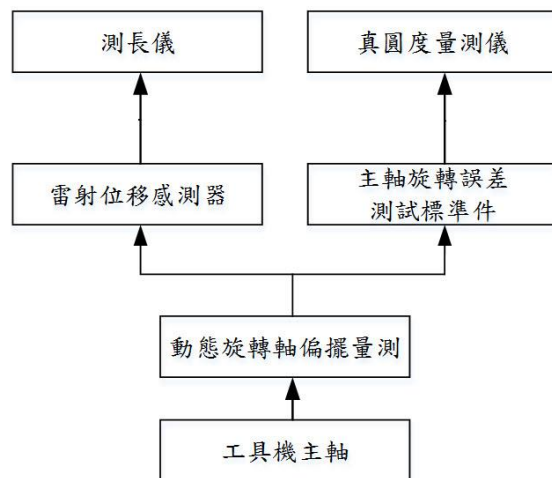 測長儀
真圓度量測儀
雷射位移感測器
主軸旋轉誤差
測試標準件
動態旋轉軸偏擺量測
工具機主軸